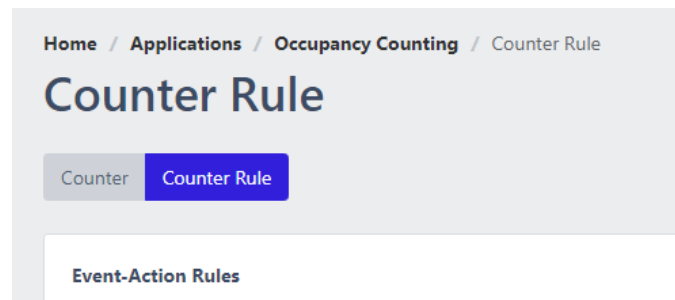 Home / Applications / Occupancy Counting / Counter Rule
Counter Rule
Counter Counter Rule
Event-Action Rules